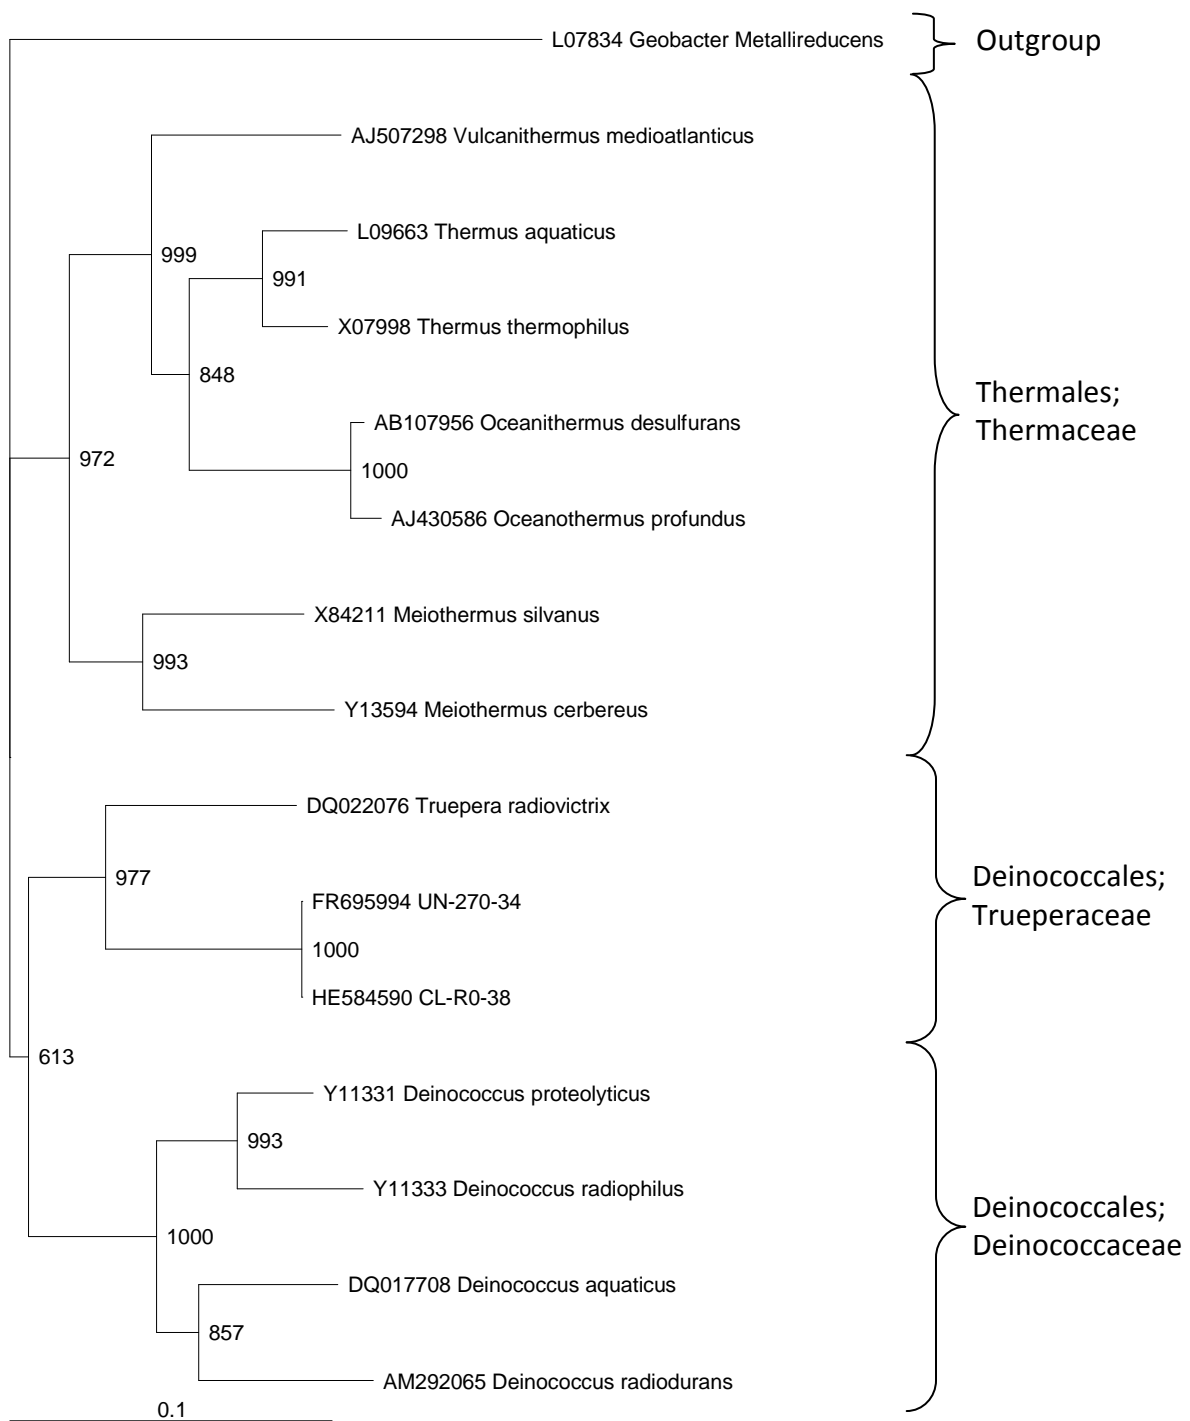 L07834 Geobacter Metallireducens
Outgroup
AJ507298 Vulcanithermus medioatlanticus
L09663 Thermus aquaticus
999
991
X07998 Thermus thermophilus
848
Thermales;
Thermaceae
AB107956 Oceanithermus desulfurans
972
1000
AJ430586 Oceanothermus profundus
X84211 Meiothermus silvanus
993
Y13594 Meiothermus cerbereus
DQ022076 Truepera radiovictrix
977
Deinococcales;
Trueperaceae
FR695994 UN-270-34
1000
HE584590 CL-R0-38
613
Y11331 Deinococcus proteolyticus
993
Y11333 Deinococcus radiophilus
Deinococcales;
Deinococcaceae
1000
DQ017708 Deinococcus aquaticus
857
AM292065 Deinococcus radiodurans
0.1